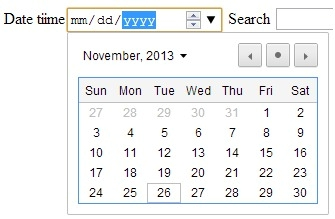 Date tiime mm/dd/yyyy Search
November, 2013
Sun Mon Tue Wed Thu Fri Sat
27 28 29 30 31 1 2
3 4 5 6 7 8 9
10 11 12 13 14 15 16
17 18 19 20 21 22 23
24 25 26 27 28 29 30